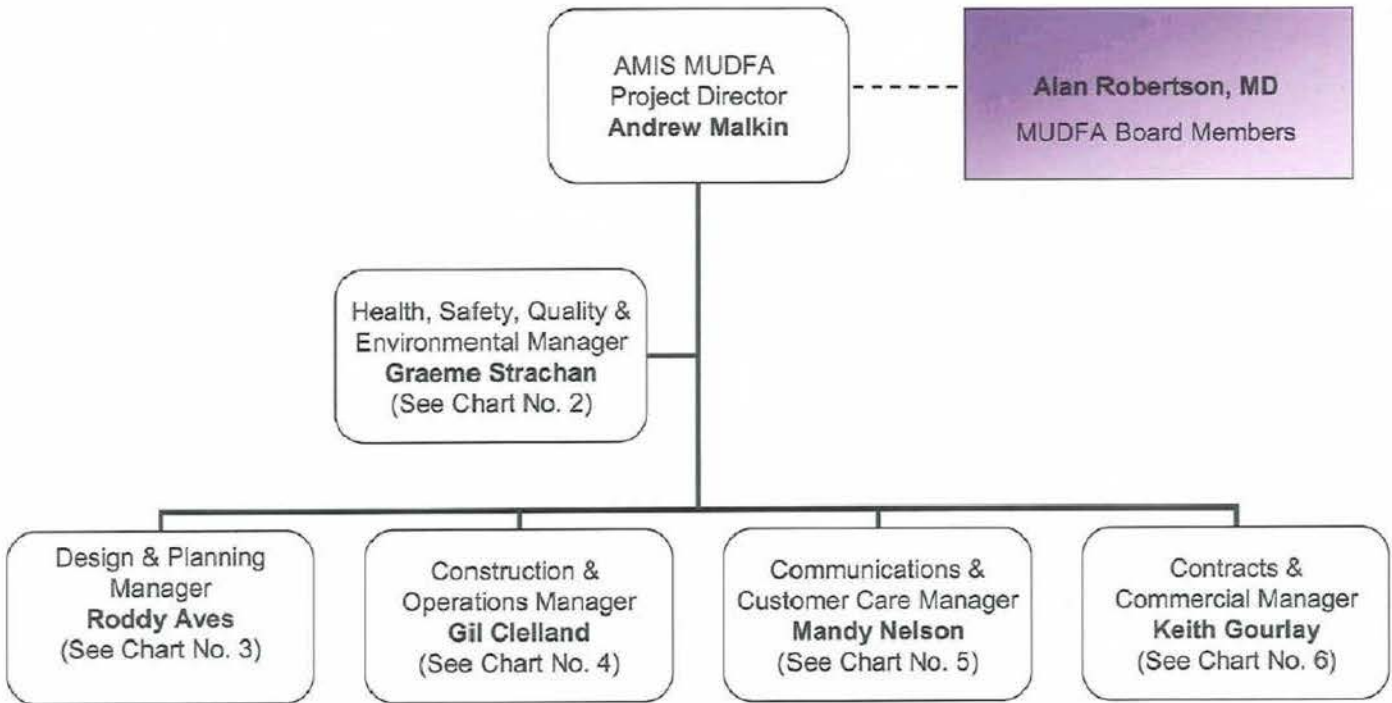 AMIS MUDFA
Project Director
Andrew Malkin
Alan Robertson, MD
MUDFA Board Members
Health, Safety, Quality &
Environmental Manager
Graeme Strachan
(See Chart No. 2)
Design & Planning
Manager
Roddy Aves
(See Chart No. 3)
Construction &
Operations Manager
Gil Clelland
(See Chart No. 4)
Communications &
Customer Care Manager
Mandy Nelson
(See Chart No. 5)
Contracts &
Commercial Manager
Keith Gourlay
(See Chart No. 6)